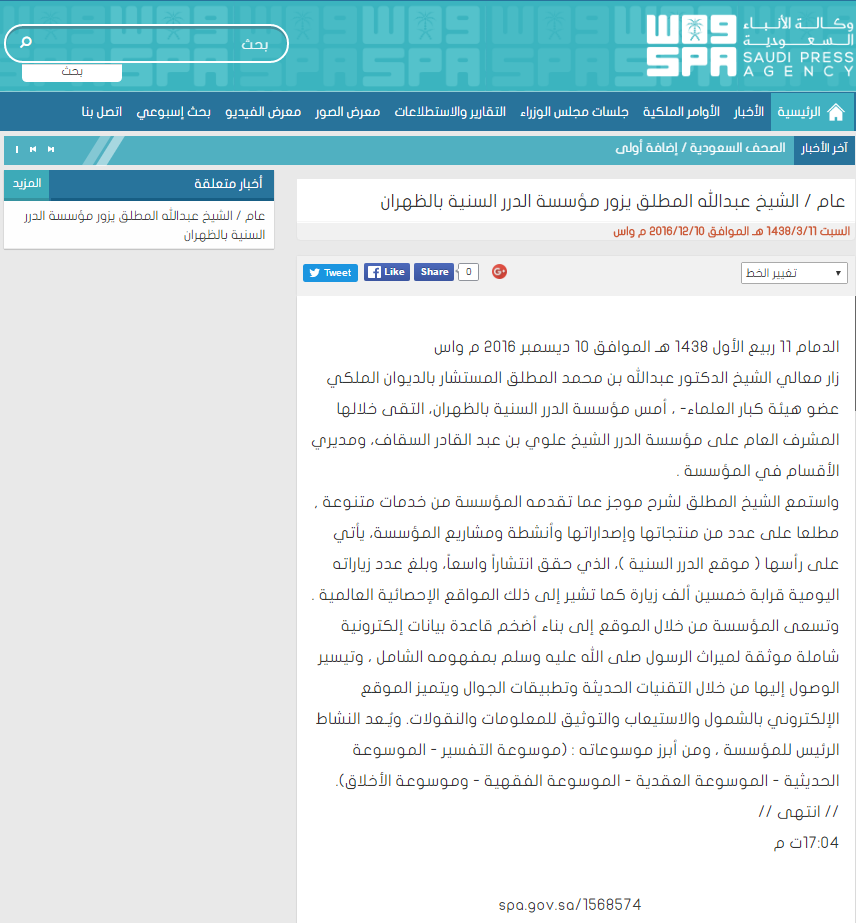 وكالة الأنباء
السعودية
SAUDI PRESS
AGENCY
واس
SPA
بحث
بحث
الرئيسية
الأخبار
الأوامر الملكية
جلسات مجلس الوزراء
التقارير والاستطلاعات
معرض الصور
معرض الفيديو
بحث إسبوعي
اتصل بنا
آخر الأخبار
الصحف السعودية / إضافة أولى
عام / الشيخ عبدالله المطلق يزور مؤسسة الدرر السنية بالظهران
السبت 1438/3/11 هـ الموافق 2016/12/10 م واس
تغيير الخط
Tweet
Like
Share
0
G+
الدمام 11 ربيع الأول 1438 هـ الموافق 10 ديسمبر 2016 م واس
زار معالي الشيخ الدكتور عبدالله بن محمد المطلق المستشار بالديوان الملكي
عضو هيئة كبار العلماء- ، أمس مؤسسة الدرر السنية بالظهران، التقى خلالها
المشرف العام على مؤسسة الدرر الشيخ علوي بن عبد القادر السقاف، ومديري
الأقسام في المؤسسة .
واستمع الشيخ المطلق لشرح موجز عما تقدمه المؤسسة من خدمات متنوعة ,
مطلعا على عدد من منتجاتها وإصداراتها وأنشطة ومشاريع المؤسسة، يأتي
على رأسها ( موقع الدرر السنية )، الذي حقق انتشاراً واسعاً، وبلغ عدد زياراته
اليومية قرابة خمسين ألف زيارة كما تشير إلى ذلك المواقع الإحصائية العالمية .
وتسعى المؤسسة من خلال الموقع إلى بناء أضخم قاعدة بيانات إلكترونية
شاملة موثقة لميراث الرسول صلى الله عليه وسلم بمفهومه الشامل ، وتيسير
الوصول إليها من خلال التقنيات الحديثة وتطبيقات الجوال ويتميز الموقع
الإلكتروني بالشمول والاستيعاب والتوثيق للمعلومات والنقولات. ويُعد النشاط
الرئيس للمؤسسة ، ومن أبرز موسوعاته : (موسوعة التفسير - الموسوعة
الحديثية - الموسوعة العقدية - الموسوعة الفقهية - وموسوعة الأخلاق).
// انتهى //
17:04ت م
spa.gov.sa/1568574
أخبار متعلقة
المزيد
عام / الشيخ عبدالله المطلق يزور مؤسسة الدرر
السنية بالظهران